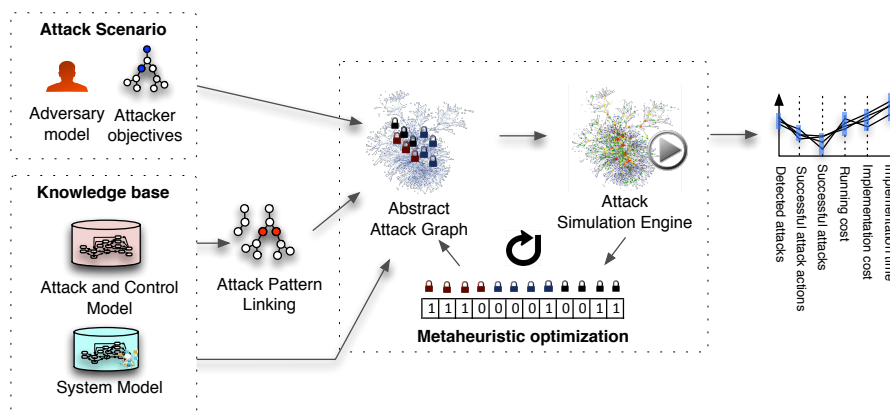 Attack Scenario
Adversary
model
Attacker
objectives
Knowledge base
Attack and Control
Model
System Model
Attack Pattern
Linking
Abstract
Attack Graph
Attack
Simulation Engine
1 1 1 0 0 0 0 1 0 0 1 1
Metaheuristic optimization
Detected attacks
Successful attack actions
Successful attacks
Running cost
Implementation cost
Implementation time